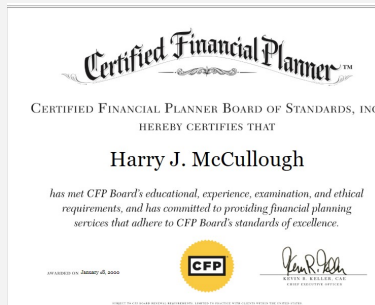 Certified Financial Planner™
CERTIFIED FINANCIAL PLANNER BOARD OF STANDARDS, INC
HEREBY CERTIFIES THAT
Harry J. McCullough
has met CFP Board's educational, experience, examination, and ethical
requirements, and has committed to providing financial planning
services that adhere to CFP Board's standards of excellence.
AWARDED ON January 18, 2000
CFP
KEVIN R. KELLER, CAE
CHIEF EXECUTIVE OFFICER